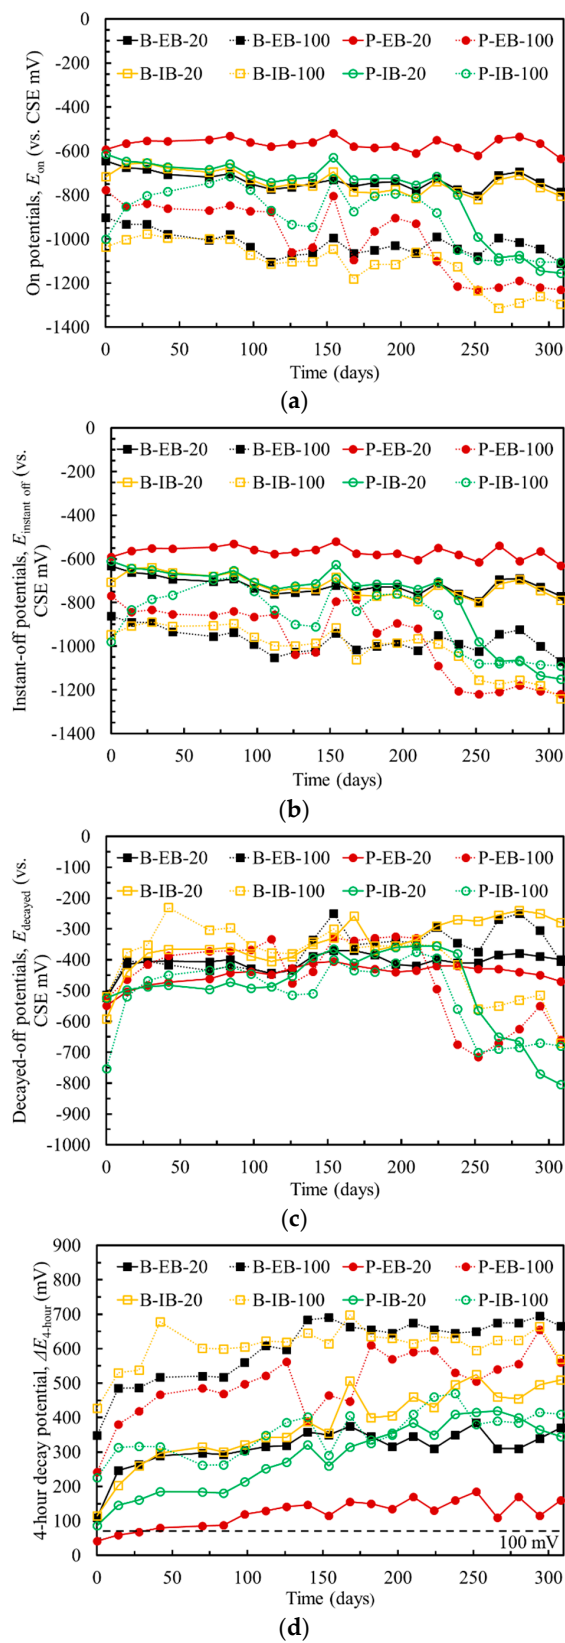 B-EB-20 B-EB-100 P-EB-20 P-EB-100
B-IB-20 B-IB-100 P-IB-20 P-IB-100
On potentials, Eon (vs. CSE mV)
0
-200
-400
-600
-800
-1000
-1200
-1400
0 50 100 150 200 250 300
Time (days)
(a)
B-EB-20 B-EB-100 P-EB-20 P-EB-100
B-IB-20 B-IB-100 P-IB-20 P-IB-100
Instant-off potentials, Einstant off (vs.
CSE mV)
0
-200
-400
-600
-800
-1000
-1200
-1400
0 50 100 150 200 250 300
Time (days)
(b)
B-EB-20 B-EB-100 P-EB-20 P-EB-100
B-IB-20 B-IB-100 P-IB-20 P-IB-100
Decayed-off potentials, Edecayed (vs.
CSE mV)
0
-100
-200
-300
-400
-500
-600
-700
-800
-900
-1000
0 50 100 150 200 250 300
Time (days)
(c)
B-EB-20 B-EB-100 P-EB-20 P-EB-100
B-IB-20 B-IB-100 P-IB-20 P-IB-100
4-hour decay potential, ΔE4-hour (mV)
900
800
700
600
500
400
300
200
100
0
100 mV
0 50 100 150 200 250 300
Time (days)
(d)